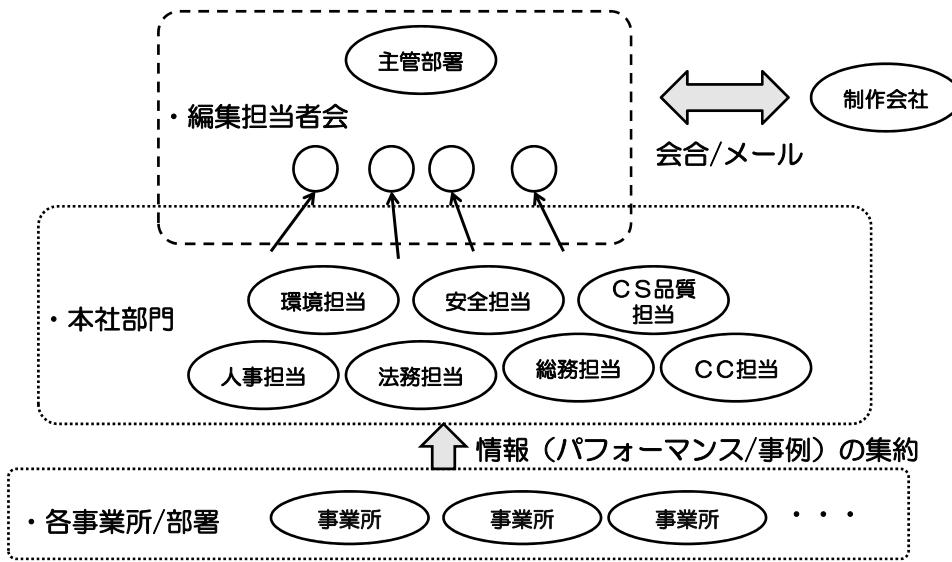 主管部署
制作会社
・編集担当者会
会合/メール
環境担当
安全担当
ＣＳ品質
担当
・本社部門
人事担当
法務担当
総務担当
ＣＣ担当
情報（パフォーマンス/事例）の集約
・各事業所/部署
事業所
事業所
事業所
・・・